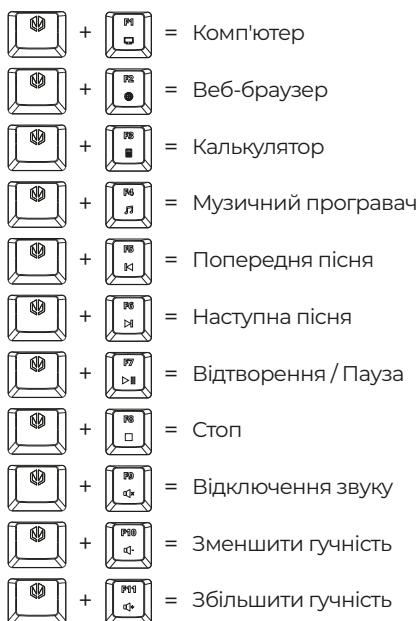 + F1 = Комп'ютер
+ F2 = Веб-браузер
+ F3 = Калькулятор
+ F4 = Музичний програвач
+ F5 = Попередня пісня
+ F6 = Наступна пісня
+ F7 = Відтворення / Пауза
+ F8 = Стоп
+ F9 = Відключення звуку
+ F10 = Зменшити гучність
+ F11 = Збільшити гучність